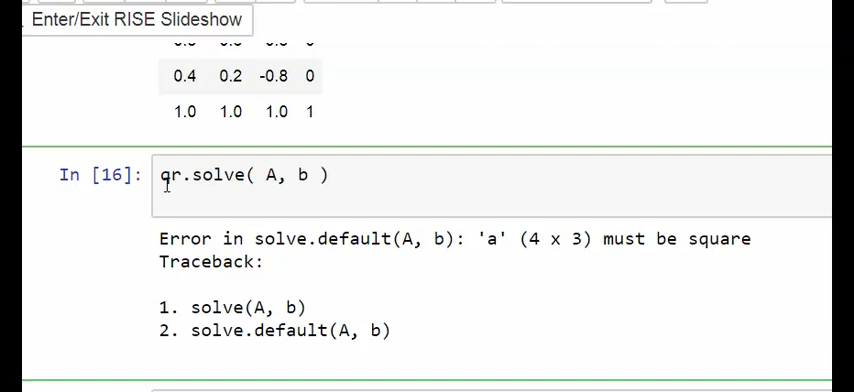 Enter/Exit RISE Slideshow
0.4 0.2 -0.8 0
1.0 1.0 1.0 1
In [16]: qr.solve( A, b )
Error in solve.default(A, b): 'a' (4 x 3) must be square
Traceback:
1. solve(A, b)
2. solve.default(A, b)